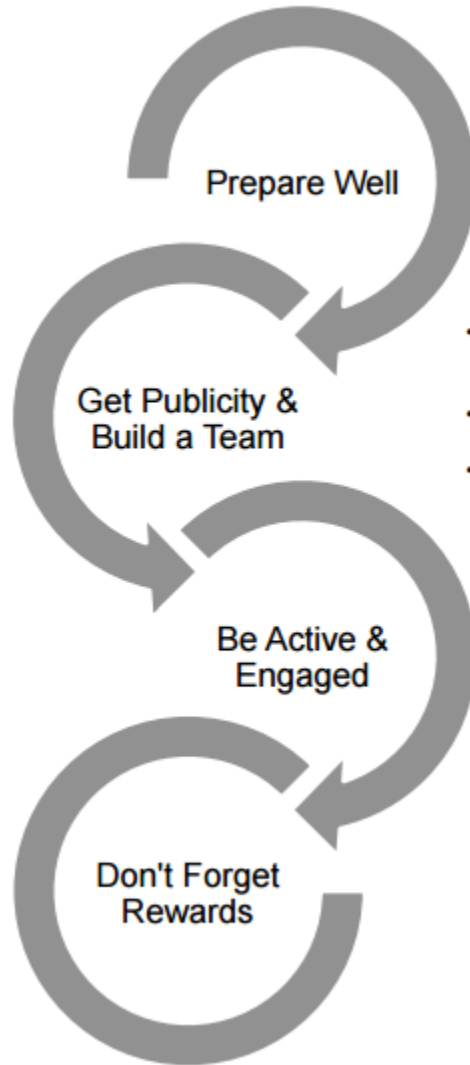 Prepare Well
Get Publicity &
Build a Team
Be Active &
Engaged
Don't Forget
Rewards